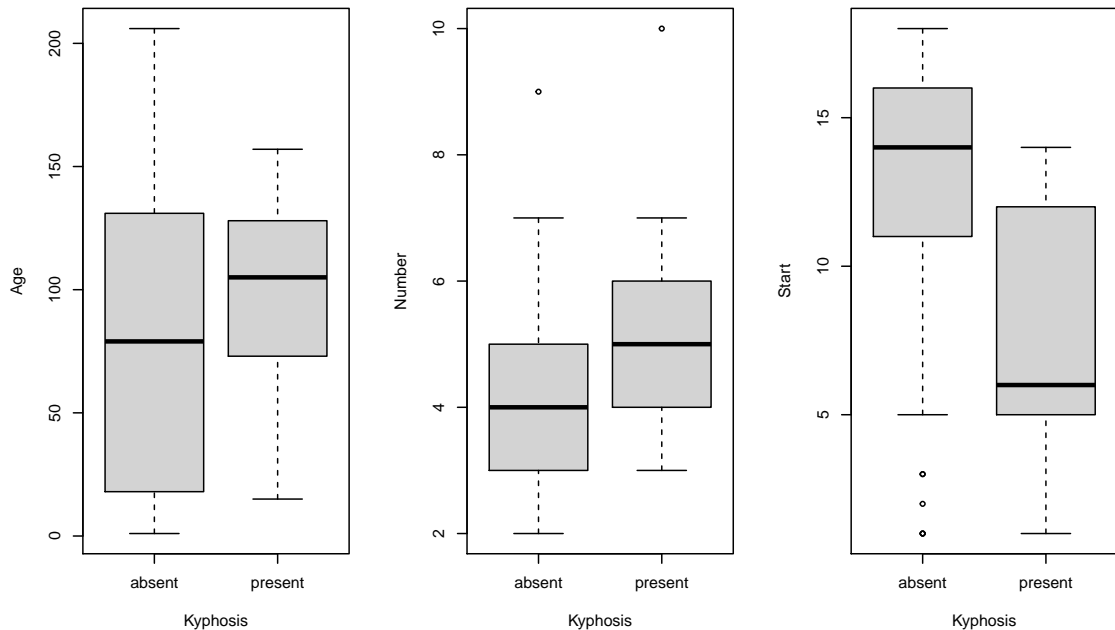 200
150
100
50
0
Age
absent present
Kyphosis
10
8
6
4
2
Number
absent present
Kyphosis
15
10
5
Start
absent present
Kyphosis